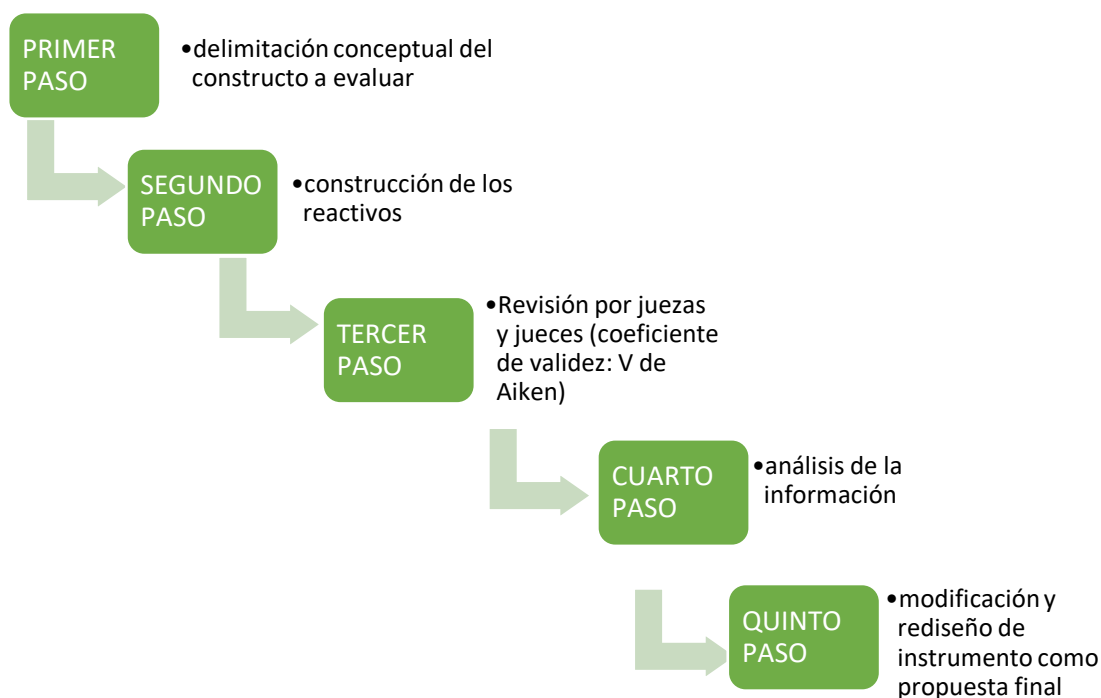 PRIMER
PASO
•delimitación conceptual del
constructo a evaluar
SEGUNDO
PASO
•construcción de los
reactivos
TERCER
PASO
•Revisión por juezas
y jueces (coeficiente
de validez: V de
Aiken)
CUARTO
PASO
•análisis de la
información
QUINTO
PASO
•modificación y
rediseño de
instrumento como
propuesta final